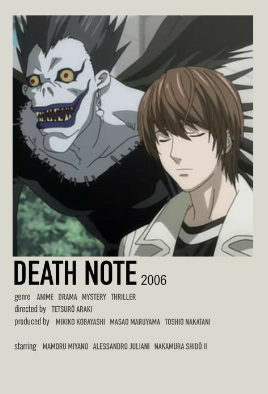 DEATH NOTE 2006
genre ANIME DRAMA MYSTERY THRILLER
directed by TETSURŌ ARAKI
produced by MIKIKO KOBAYASHI MASAO MARUYAMA TOSHIO NAKATANI
starring MAMORU MIYANO ALESSANDRO JULIANI NAKAMURA SHIDŌ II